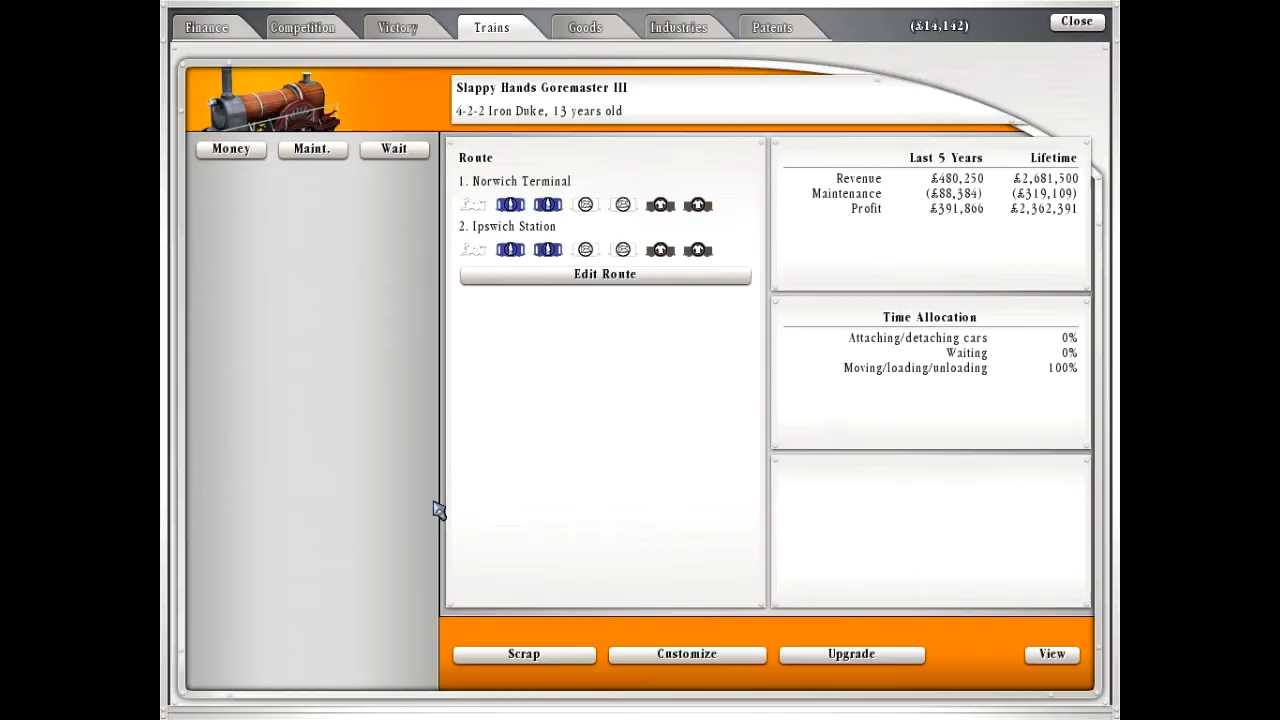 Finance
Competition
Victory
Trains
Goods
Industries
Patents
(£14,142)
Close
Slappy Hands Goremaster III
4-2-2 Iron Duke, 13 years old
Money
Maint.
Wait
Route
1. Norwich Terminal
2. Ipswich Station
Edit Route
Last 5 Years Lifetime
Revenue £480,250 £2,681,500
Maintenance (£88,384) (£319,109)
Profit £391,866 £2,362,391
Time Allocation
Attaching/detaching cars 0%
Waiting 0%
Moving/loading/unloading 100%
Scrap
Customize
Upgrade
View